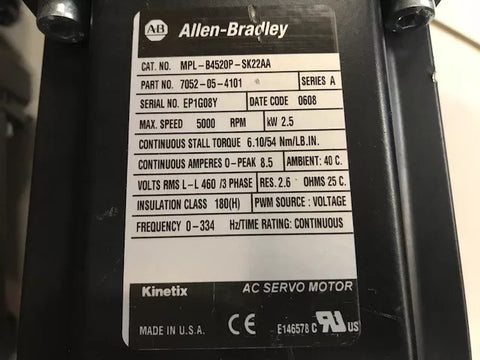 AB Allen-Bradley
CAT. NO. MPL-B4520P-SK22AA
PART NO. 7052-05-4101 SERIES A
SERIAL NO. EP1G08Y DATE CODE 0608
MAX. SPEED 5000 RPM kW 2.5
CONTINUOUS STALL TORQUE 6.10/54 Nm/LB.IN.
CONTINUOUS AMPERES 0-PEAK 8.5 AMBIENT: 40 C.
VOLTS RMS L-L 460 /3 PHASE RES. 2.6 OHMS 25 C.
INSULATION CLASS 180(H) PWM SOURCE : VOLTAGE
FREQUENCY 0-334 Hz/TIME RATING: CONTINUOUS
Kinetix AC SERVO MOTOR
MADE IN U.S.A. CE E146578 C RU US